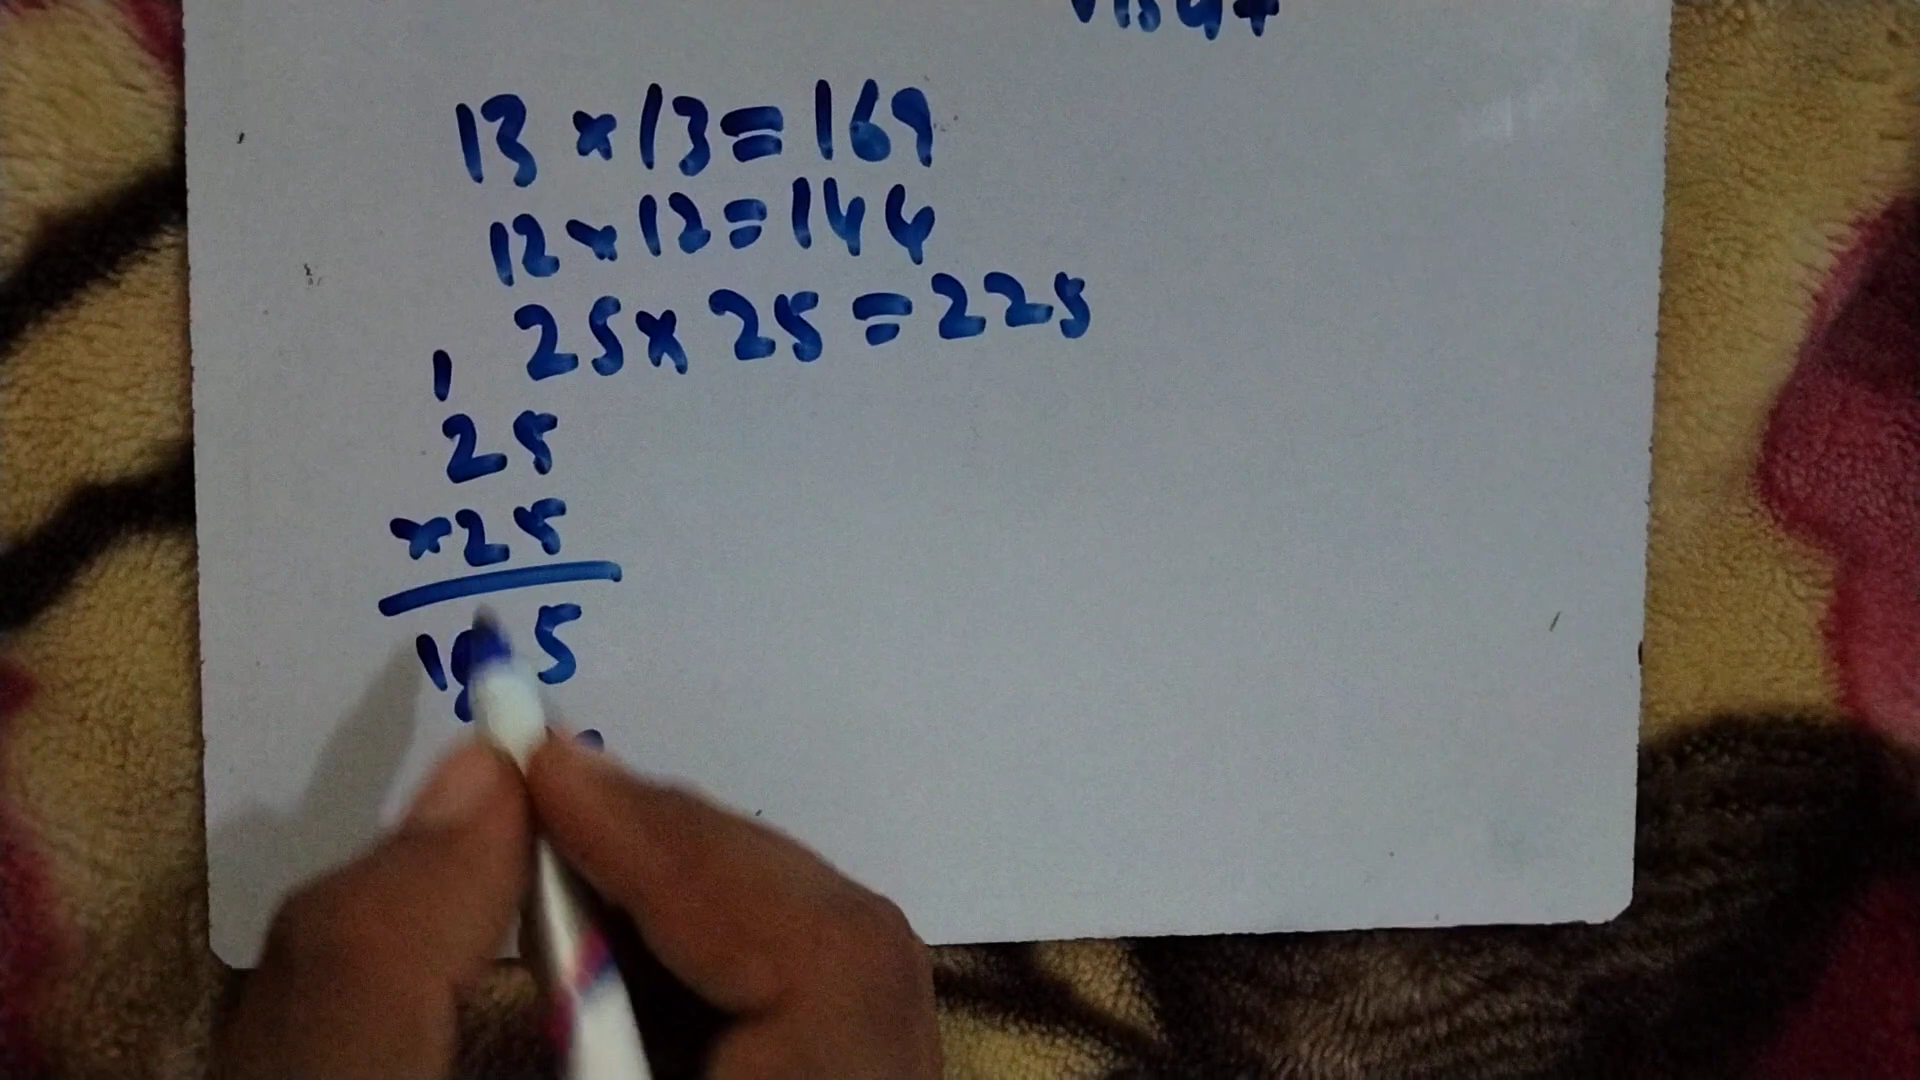 13 × 13 = 169
12 × 12 = 144
25 × 25 = 225
1
25
× 25